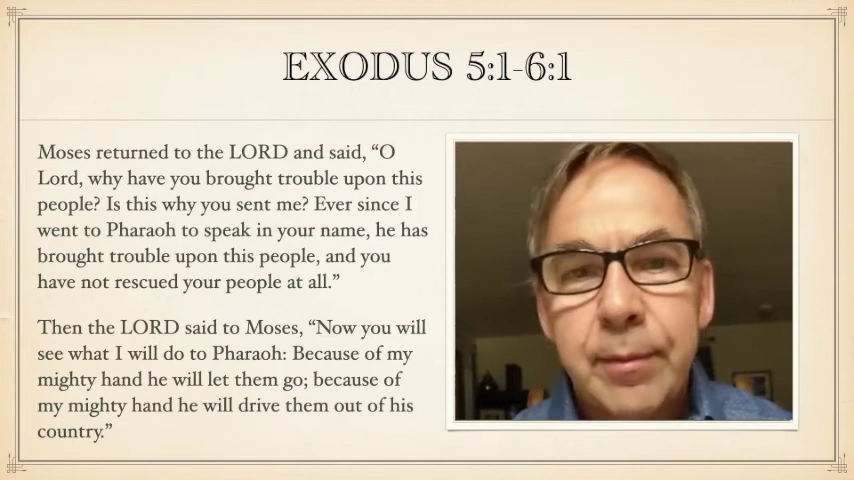 EXODUS 5:1-6:1
Moses returned to the LORD and said, “O
Lord, why have you brought trouble upon this
people? Is this why you sent me? Ever since I
went to Pharaoh to speak in your name, he has
brought trouble upon this people, and you
have not rescued your people at all.”
Then the LORD said to Moses, “Now you will
see what I will do to Pharaoh: Because of my
mighty hand he will let them go; because of
my mighty hand he will drive them out of his
country.”